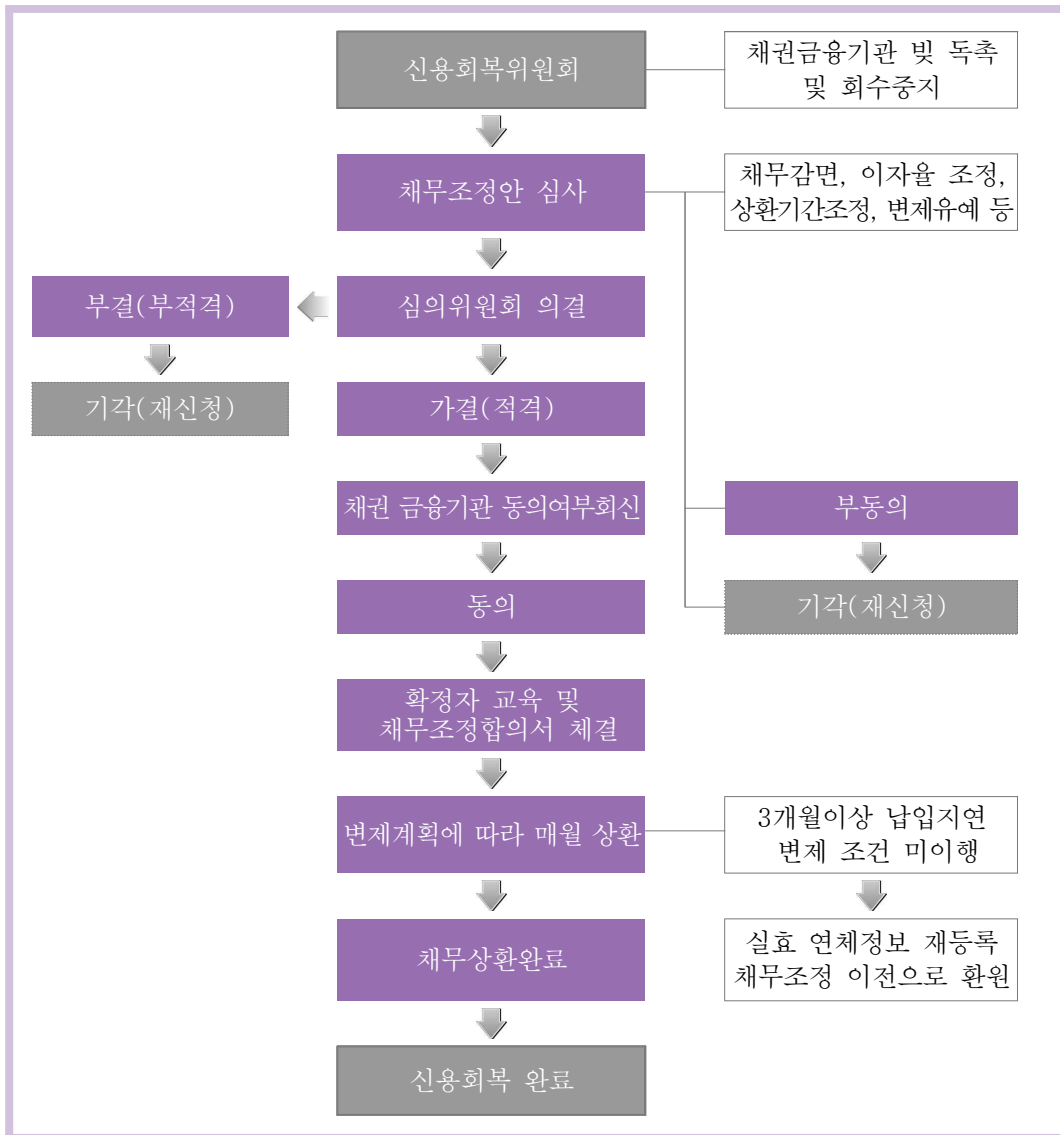 신용회복위원회
채권금융기관 빚 독촉
및 회수중지
채무조정안 심사
채무감면, 이자율 조정,
상환기간조정, 변제유예 등
부결(부적격)
심의위원회 의결
기각(재신청)
가결(적격)
채권 금융기관 동의여부회신
부동의
동의
기각(재신청)
확정자 교육 및
채무조정합의서 체결
변제계획에 따라 매월 상환
3개월이상 납입지연
변제 조건 미이행
채무상환완료
실효 연체정보 재등록
채무조정 이전으로 환원
신용회복 완료